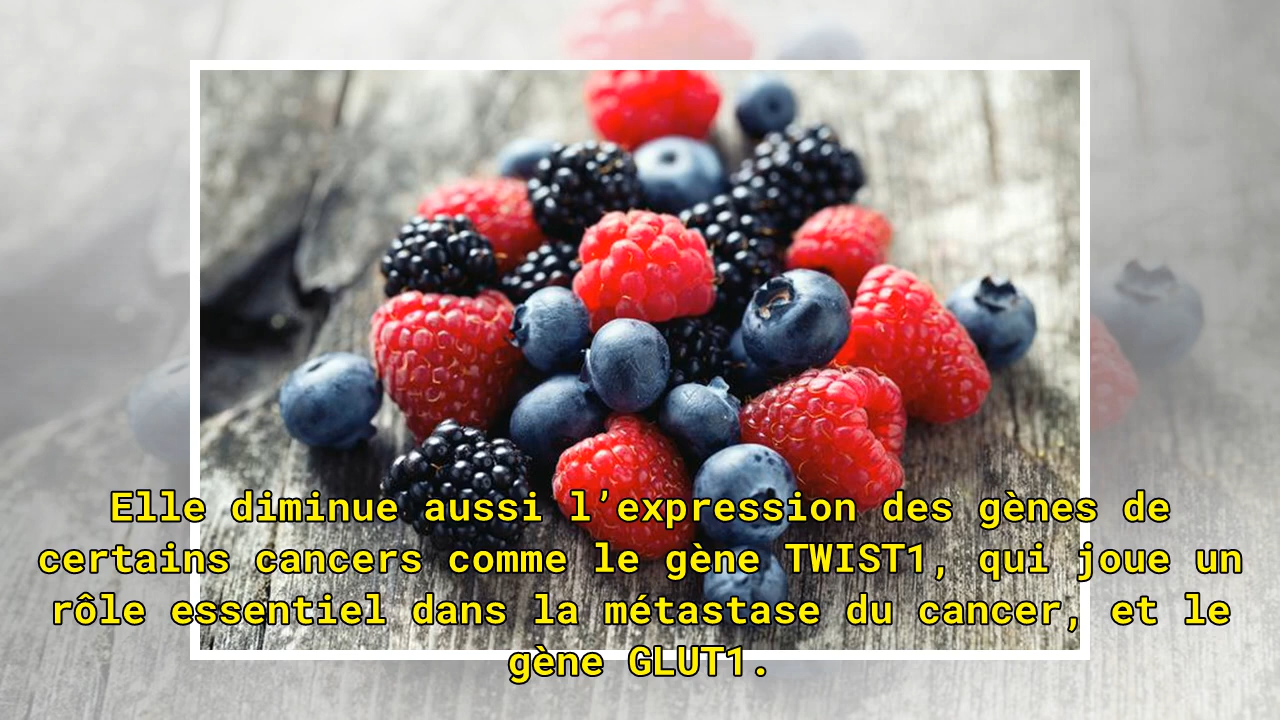 Elle diminue aussi l’expression des gènes de
certains cancers comme le gène TWIST1, qui joue un
rôle essentiel dans la métastase du cancer, et le
gène GLUT1.